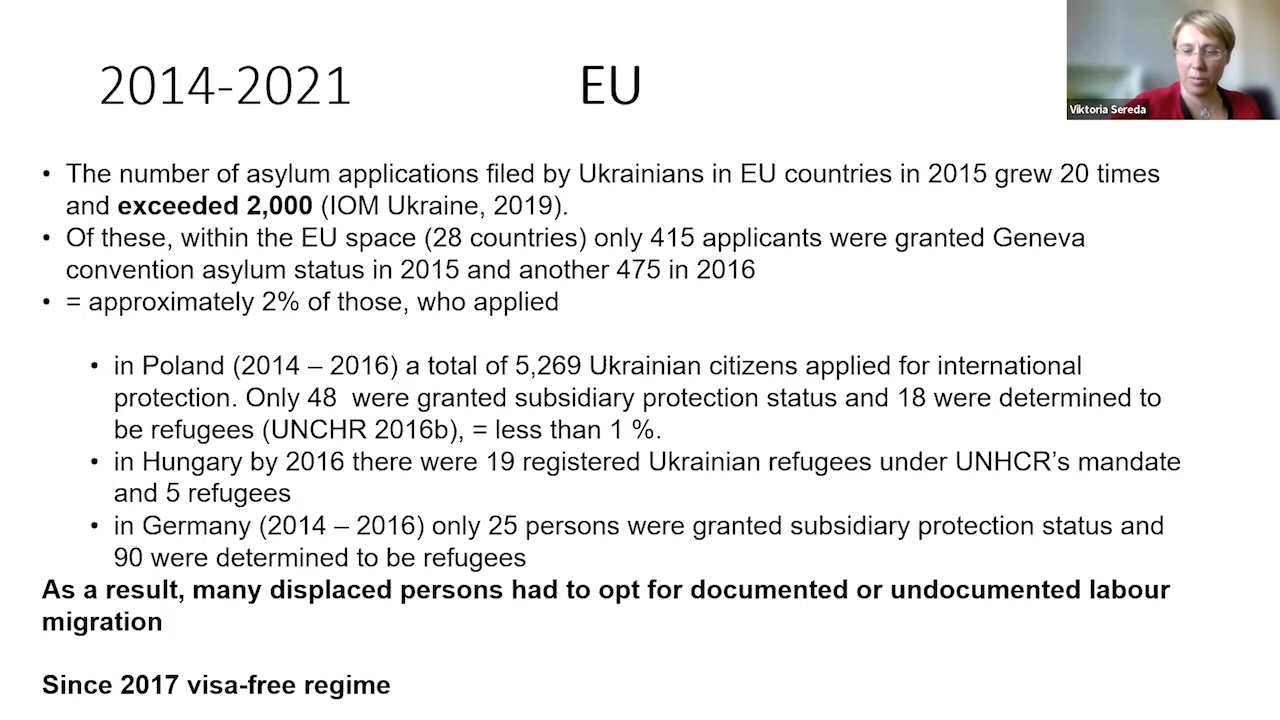 2014-2021 EU
Viktoria Sereda
• The number of asylum applications filed by Ukrainians in EU countries in 2015 grew 20 times
and exceeded 2,000 (IOM Ukraine, 2019).
• Of these, within the EU space (28 countries) only 415 applicants were granted Geneva
convention asylum status in 2015 and another 475 in 2016
• = approximately 2% of those, who applied
• in Poland (2014 – 2016) a total of 5,269 Ukrainian citizens applied for international
protection. Only 48 were granted subsidiary protection status and 18 were determined to
be refugees (UNCHR 2016b), = less than 1 %.
• in Hungary by 2016 there were 19 registered Ukrainian refugees under UNHCR’s mandate
and 5 refugees
• in Germany (2014 – 2016) only 25 persons were granted subsidiary protection status and
90 were determined to be refugees
As a result, many displaced persons had to opt for documented or undocumented labour
migration
Since 2017 visa-free regime